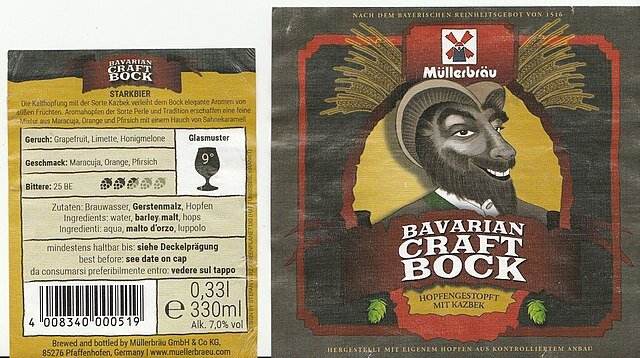 BAVARIAN
CRAFT
BOCK
STARKBIER
Die Kalthopfung mit der Sorte Kazbek verleiht dem Bock elegante Aromen von
süßen Früchten. Aromahopfen der Sorte Perle und Tradition erschaffen eine feine
Mixtur aus Maracuja, Orange und Pfirsich mit einem Hauch von Sahnekaramell.
Geruch: Grapefruit, Limette, Honigmelone
Geschmack: Maracuja, Orange, Pfirsich
Bittere: 25 BE
Glasmuster
9°
Zutaten: Brauwasser, Gerstenmalz, Hopfen
Ingredients: water, barley malt, hops
Ingredienti: aqua, malto d'orzo, luppolo
mindestens haltbar bis: siehe Deckelprägung
best before: see date on cap
da consumarsi preferibilmente entro: vedere sul tappo
4 008340 000519
e 0,33l
330ml
Alk. 7,0% vol
Brewed and bottled by Müllerbräu GmbH & Co KG,
85276 Pfaffenhofen, Germany | www.muellerbraeu.com
NACH DEM BAYERISCHEN REINHEITSGEBOT VON 1516
Müllerbräu
BAVARIAN
CRAFT
BOCK
HOPFENGESTOPFT
MIT KAZBEK
HERGESTELLT MIT EIGENEM HOPFEN AUS KONTROLLIERTEM ANBAU